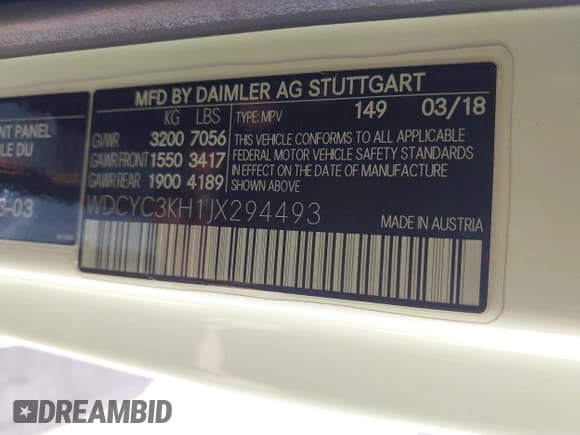 MFD BY DAIMLER AG STUTTGART
KG LBS
GVWR 3200 7056
GAWR FRONT 1550 3417
GAWR REAR 1900 4189
TYPE: MPV 149 03/18
THIS VEHICLE CONFORMS TO ALL APPLICABLE
FEDERAL MOTOR VEHICLE SAFETY STANDARDS
IN EFFECT ON THE DATE OF MANUFACTURE
SHOWN ABOVE
WDCYC3KH1JX294493
MADE IN AUSTRIA
NT PANEL
LE DU
-03
DREAMBID